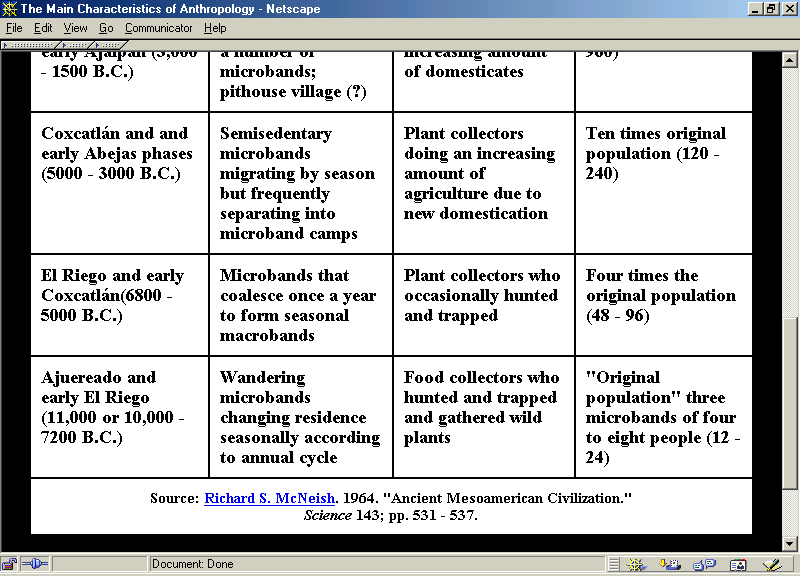 The Main Characteristics of Anthropology - Netscape
File Edit View Go Communicator Help
early Ajalpan (3,000
- 1500 B.C.)
a number of
microbands;
pithouse village (?)
increasing amount
of domesticates
960)
Coxcatlán and and
early Abejas phases
(5000 - 3000 B.C.)
Semisedentary
microbands
migrating by season
but frequently
separating into
microband camps
Plant collectors
doing an increasing
amount of
agriculture due to
new domestication
Ten times original
population (120 -
240)
El Riego and early
Coxcatlán(6800 -
5000 B.C.)
Microbands that
coalesce once a year
to form seasonal
macrobands
Plant collectors who
occasionally hunted
and trapped
Four times the
original population
(48 - 96)
Ajuereado and
early El Riego
(11,000 or 10,000 -
7200 B.C.)
Wandering
microbands
changing residence
seasonally according
to annual cycle
Food collectors who
hunted and trapped
and gathered wild
plants
"Original
population" three
microbands of four
to eight people (12 -
24)
Source: Richard S. McNeish. 1964. "Ancient Mesoamerican Civilization."
Science 143; pp. 531 - 537.
Document: Done